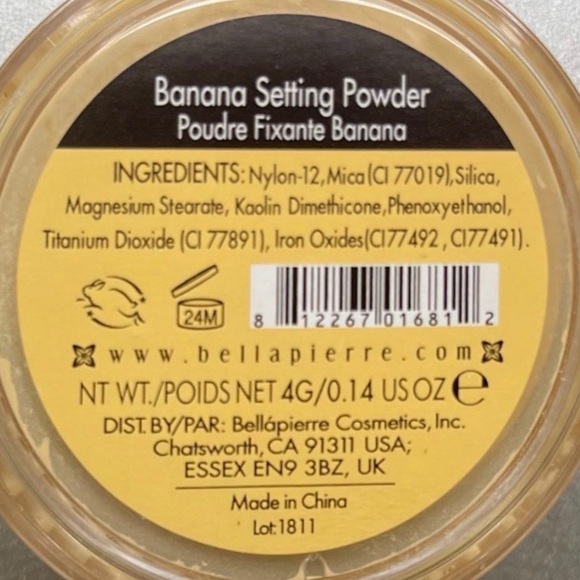 Banana Setting Powder
Poudre Fixante Banana
INGREDIENTS: Nylon-12, Mica (CI 77019), Silica,
Magnesium Stearate, Kaolin Dimethicone, Phenoxyethanol,
Titanium Dioxide (CI 77891), Iron Oxides(CI77492 , CI77491).
24M
8 12267 01681 2
www.bellapierre.com
NT WT./POIDS NET 4G/0.14 US OZ e
DIST. BY/PAR: Bellápierre Cosmetics, Inc.
Chatsworth, CA 91311 USA;
ESSEX EN9 3BZ, UK
Made in China
Lot:1811